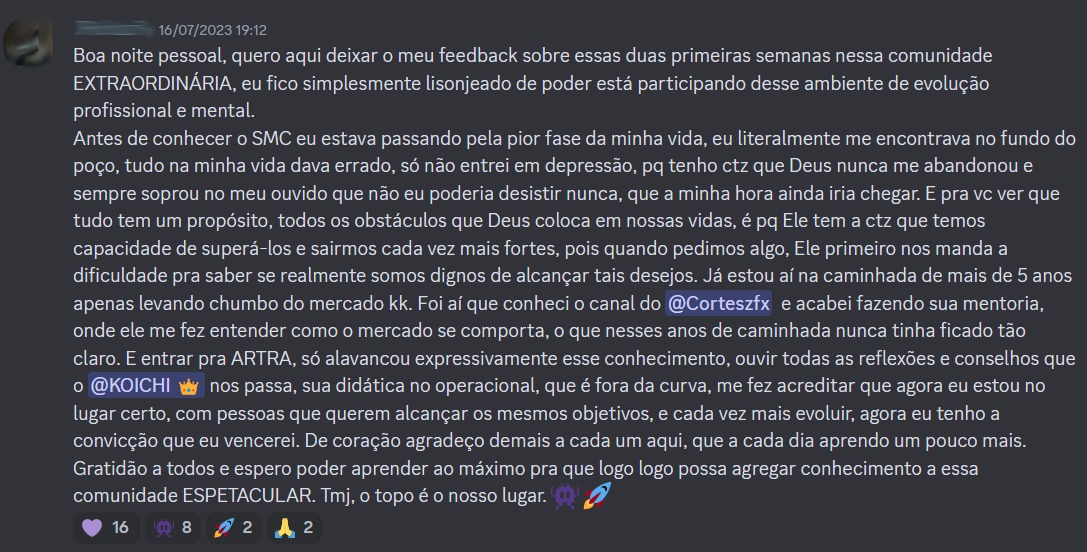 16/07/2023 19:12
Boa noite pessoal, quero aqui deixar o meu feedback sobre essas duas primeiras semanas nessa comunidade
EXTRAORDINÁRIA, eu fico simplesmente lisonjeado de poder está participando desse ambiente de evolução
profissional e mental.
Antes de conhecer o SMC eu estava passando pela pior fase da minha vida, eu literalmente me encontrava no fundo do
poço, tudo na minha vida dava errado, só não entrei em depressão, pq tenho ctz que Deus nunca me abandonou e
sempre soprou no meu ouvido que não eu poderia desistir nunca, que a minha hora ainda iria chegar. E pra vc ver que
tudo tem um propósito, todos os obstáculos que Deus coloca em nossas vidas, é pq Ele tem a ctz que temos
capacidade de superá-los e sairmos cada vez mais fortes, pois quando pedimos algo, Ele primeiro nos manda a
dificuldade pra saber se realmente somos dignos de alcançar tais desejos. Já estou aí na caminhada de mais de 5 anos
apenas levando chumbo do mercado kk. Foi aí que conheci o canal do @Corteszfx e acabei fazendo sua mentoria,
onde ele me fez entender como o mercado se comporta, o que nesses anos de caminhada nunca tinha ficado tão
claro. E entrar pra ARTRA, só alavancou expressivamente esse conhecimento, ouvir todas as reflexões e conselhos que
o @KOICHI 👑 nos passa, sua didática no operacional, que é fora da curva, me fez acreditar que agora eu estou no
lugar certo, com pessoas que querem alcançar os mesmos objetivos, e cada vez mais evoluir, agora eu tenho a
convicção que eu vencerei. De coração agradeço demais a cada um aqui, que a cada dia aprendo um pouco mais.
Gratidão a todos e espero poder aprender ao máximo pra que logo logo possa agregar conhecimento a essa
comunidade ESPETACULAR. Tmj, o topo é o nosso lugar. 👾🚀
💜 16 👾 8 🚀 2 🙏 2